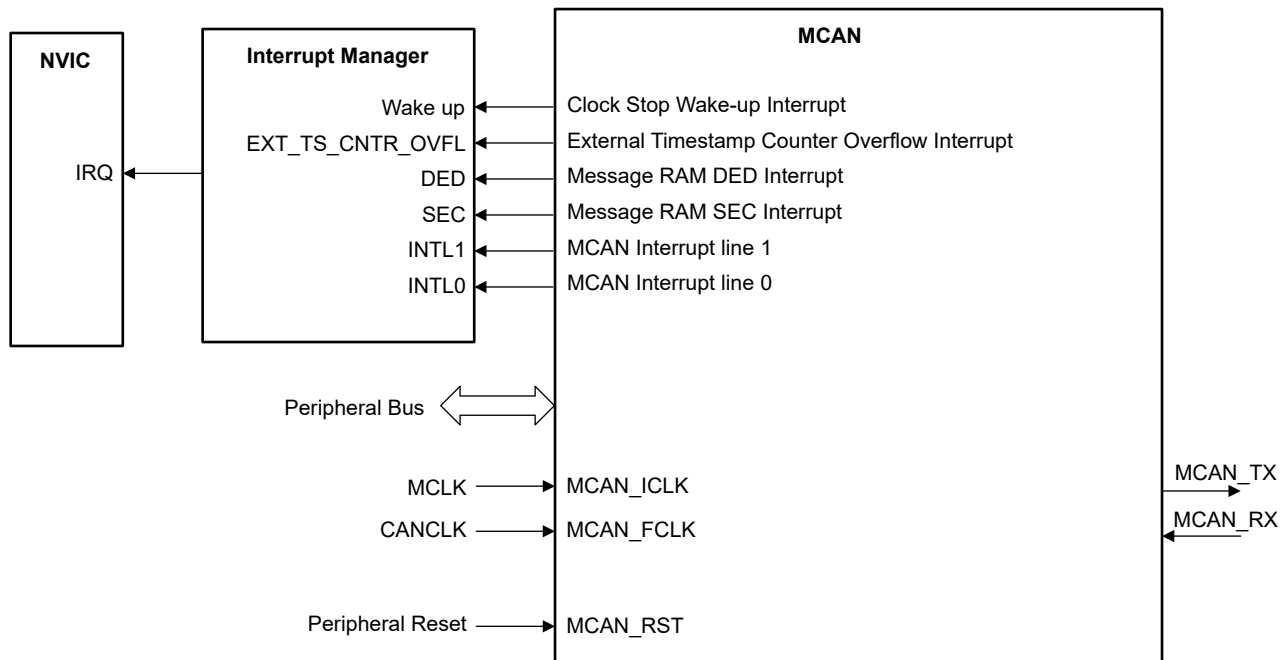 NVIC
IRQ
Interrupt Manager
Wake up
EXT_TS_CNTR_OVFL
DED
SEC
INTL1
INTL0
MCAN
Clock Stop Wake-up Interrupt
External Timestamp Counter Overflow Interrupt
Message RAM DED Interrupt
Message RAM SEC Interrupt
MCAN Interrupt line 1
MCAN Interrupt line 0
Peripheral Bus
MCLK
MCAN_ICLK
CANCLK
MCAN_FCLK
Peripheral Reset
MCAN_RST
MCAN_TX
MCAN_RX